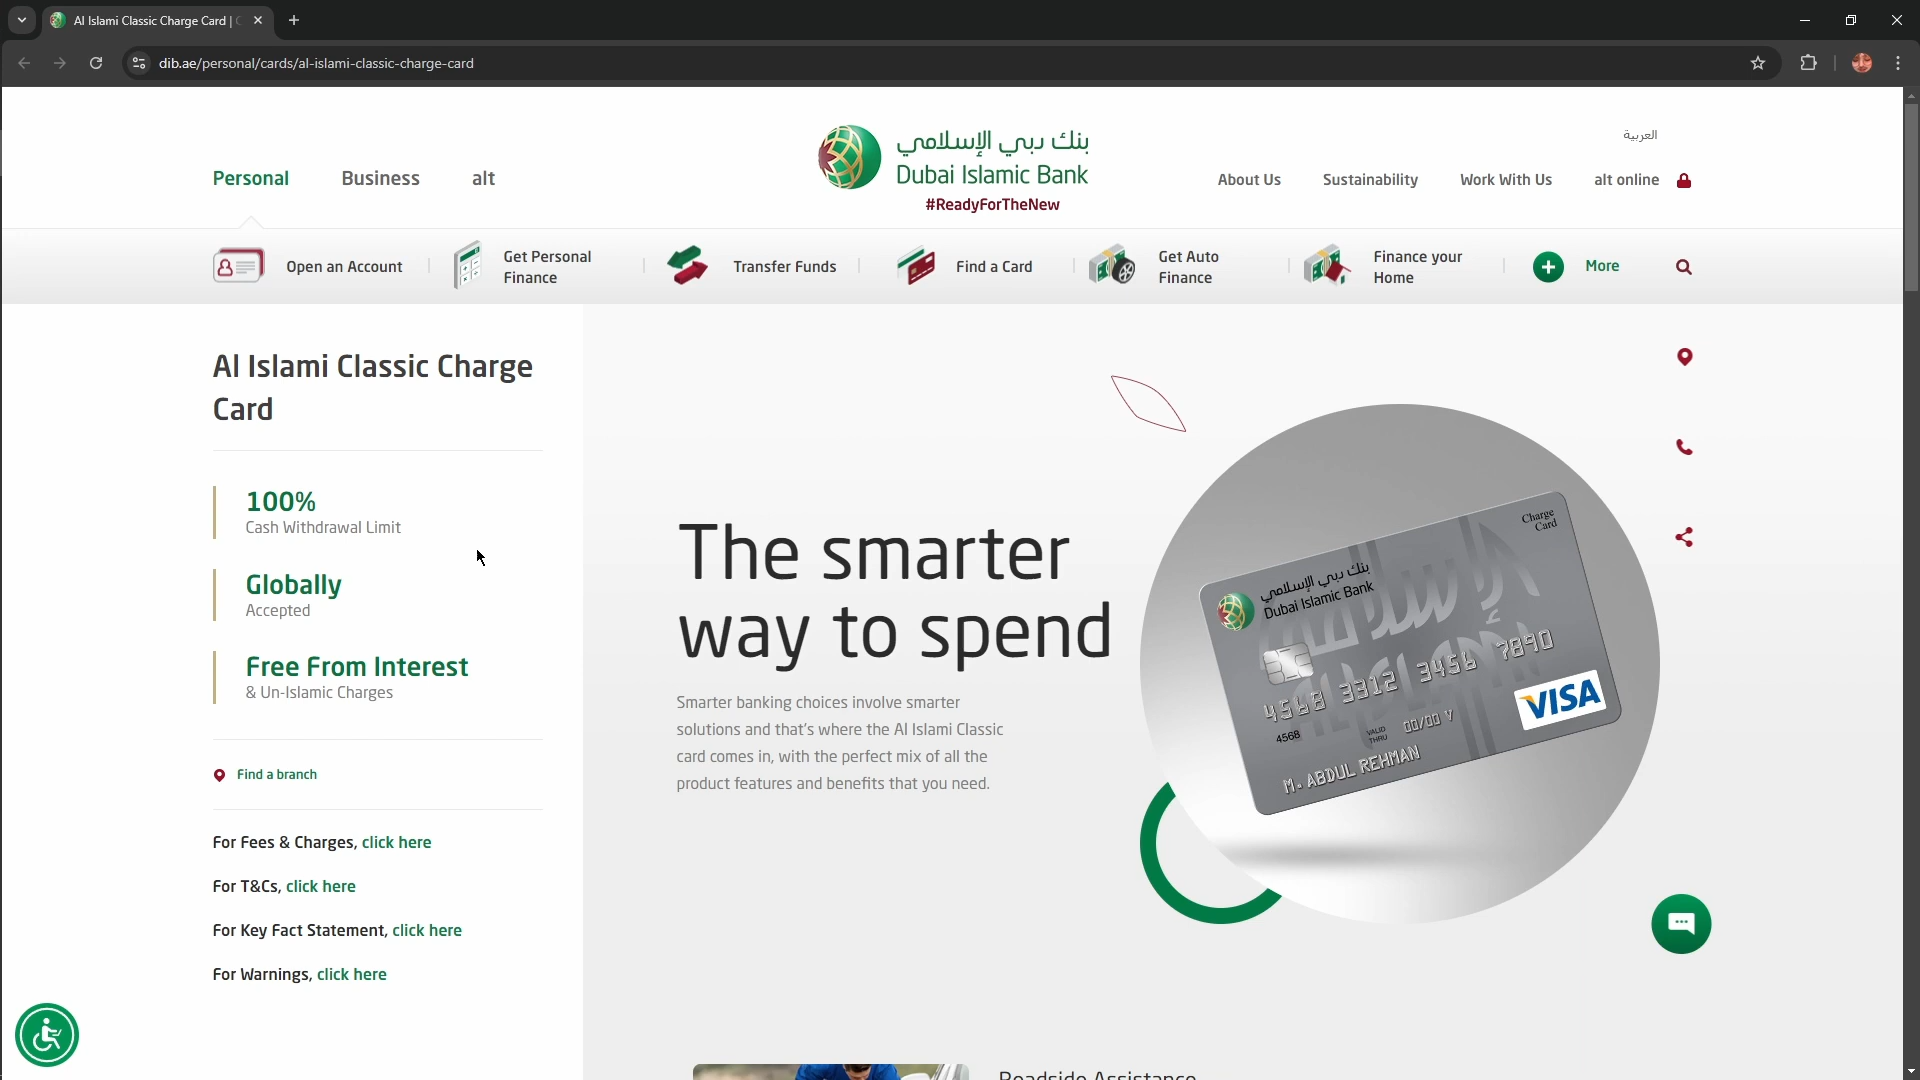 Al Islami Classic Charge Card |
dib.ae/personal/cards/al-islami-classic-charge-card
العربية
Personal
Business
alt
بنك دبي الإسلامي
Dubai Islamic Bank
#ReadyForTheNew
About Us
Sustainability
Work With Us
alt online
Open an Account
Get Personal
Finance
Transfer Funds
Find a Card
Get Auto
Finance
Finance your
Home
More
Al Islami Classic Charge
Card
100%
Cash Withdrawal Limit
Globally
Accepted
Free From Interest
& Un-Islamic Charges
Find a branch
For Fees & Charges, click here
For T&Cs, click here
For Key Fact Statement, click here
For Warnings, click here
The smarter
way to spend
Smarter banking choices involve smarter
solutions and that's where the Al Islami Classic
card comes in, with the perfect mix of all the
product features and benefits that you need.
Charge
Card
بنك دبي الإسلامي
Dubai Islamic Bank
4568 3312 3456 7890
4568
VALID
THRU
00/00 V
M. ABDUL REHMAN
VISA
Roadside Assistance